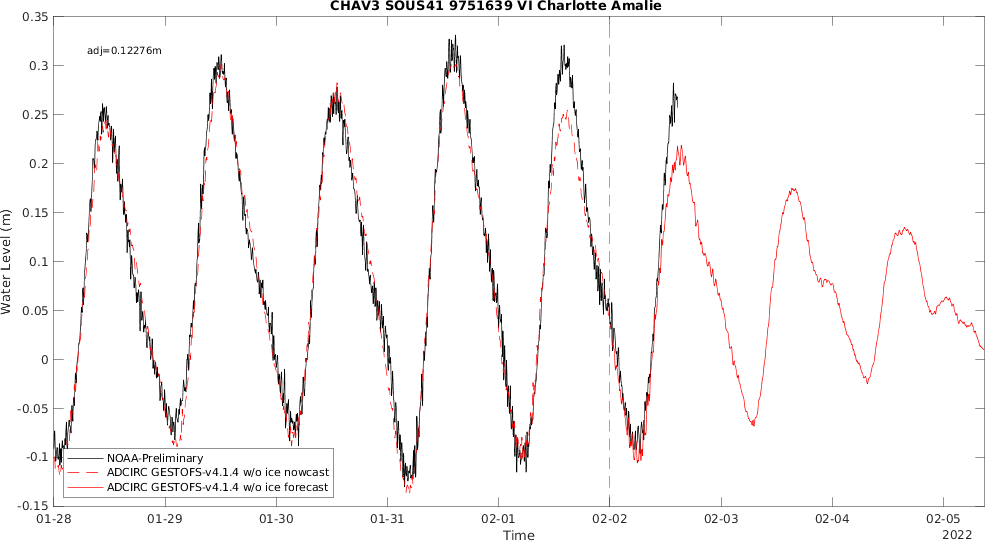 CHAV3 SOUS41 9751639 VI Charlotte Amalie
adj=0.12276m
0.35
0.3
0.25
0.2
0.15
0.1
0.05
0
-0.05
-0.1
-0.15
Water Level (m)
NOAA-Preliminary
ADCIRC GESTOFS-v4.1.4 w/o ice nowcast
ADCIRC GESTOFS-v4.1.4 w/o ice forecast
01-28 01-29 01-30 01-31 02-01 02-02 02-03 02-04 02-05
Time
2022